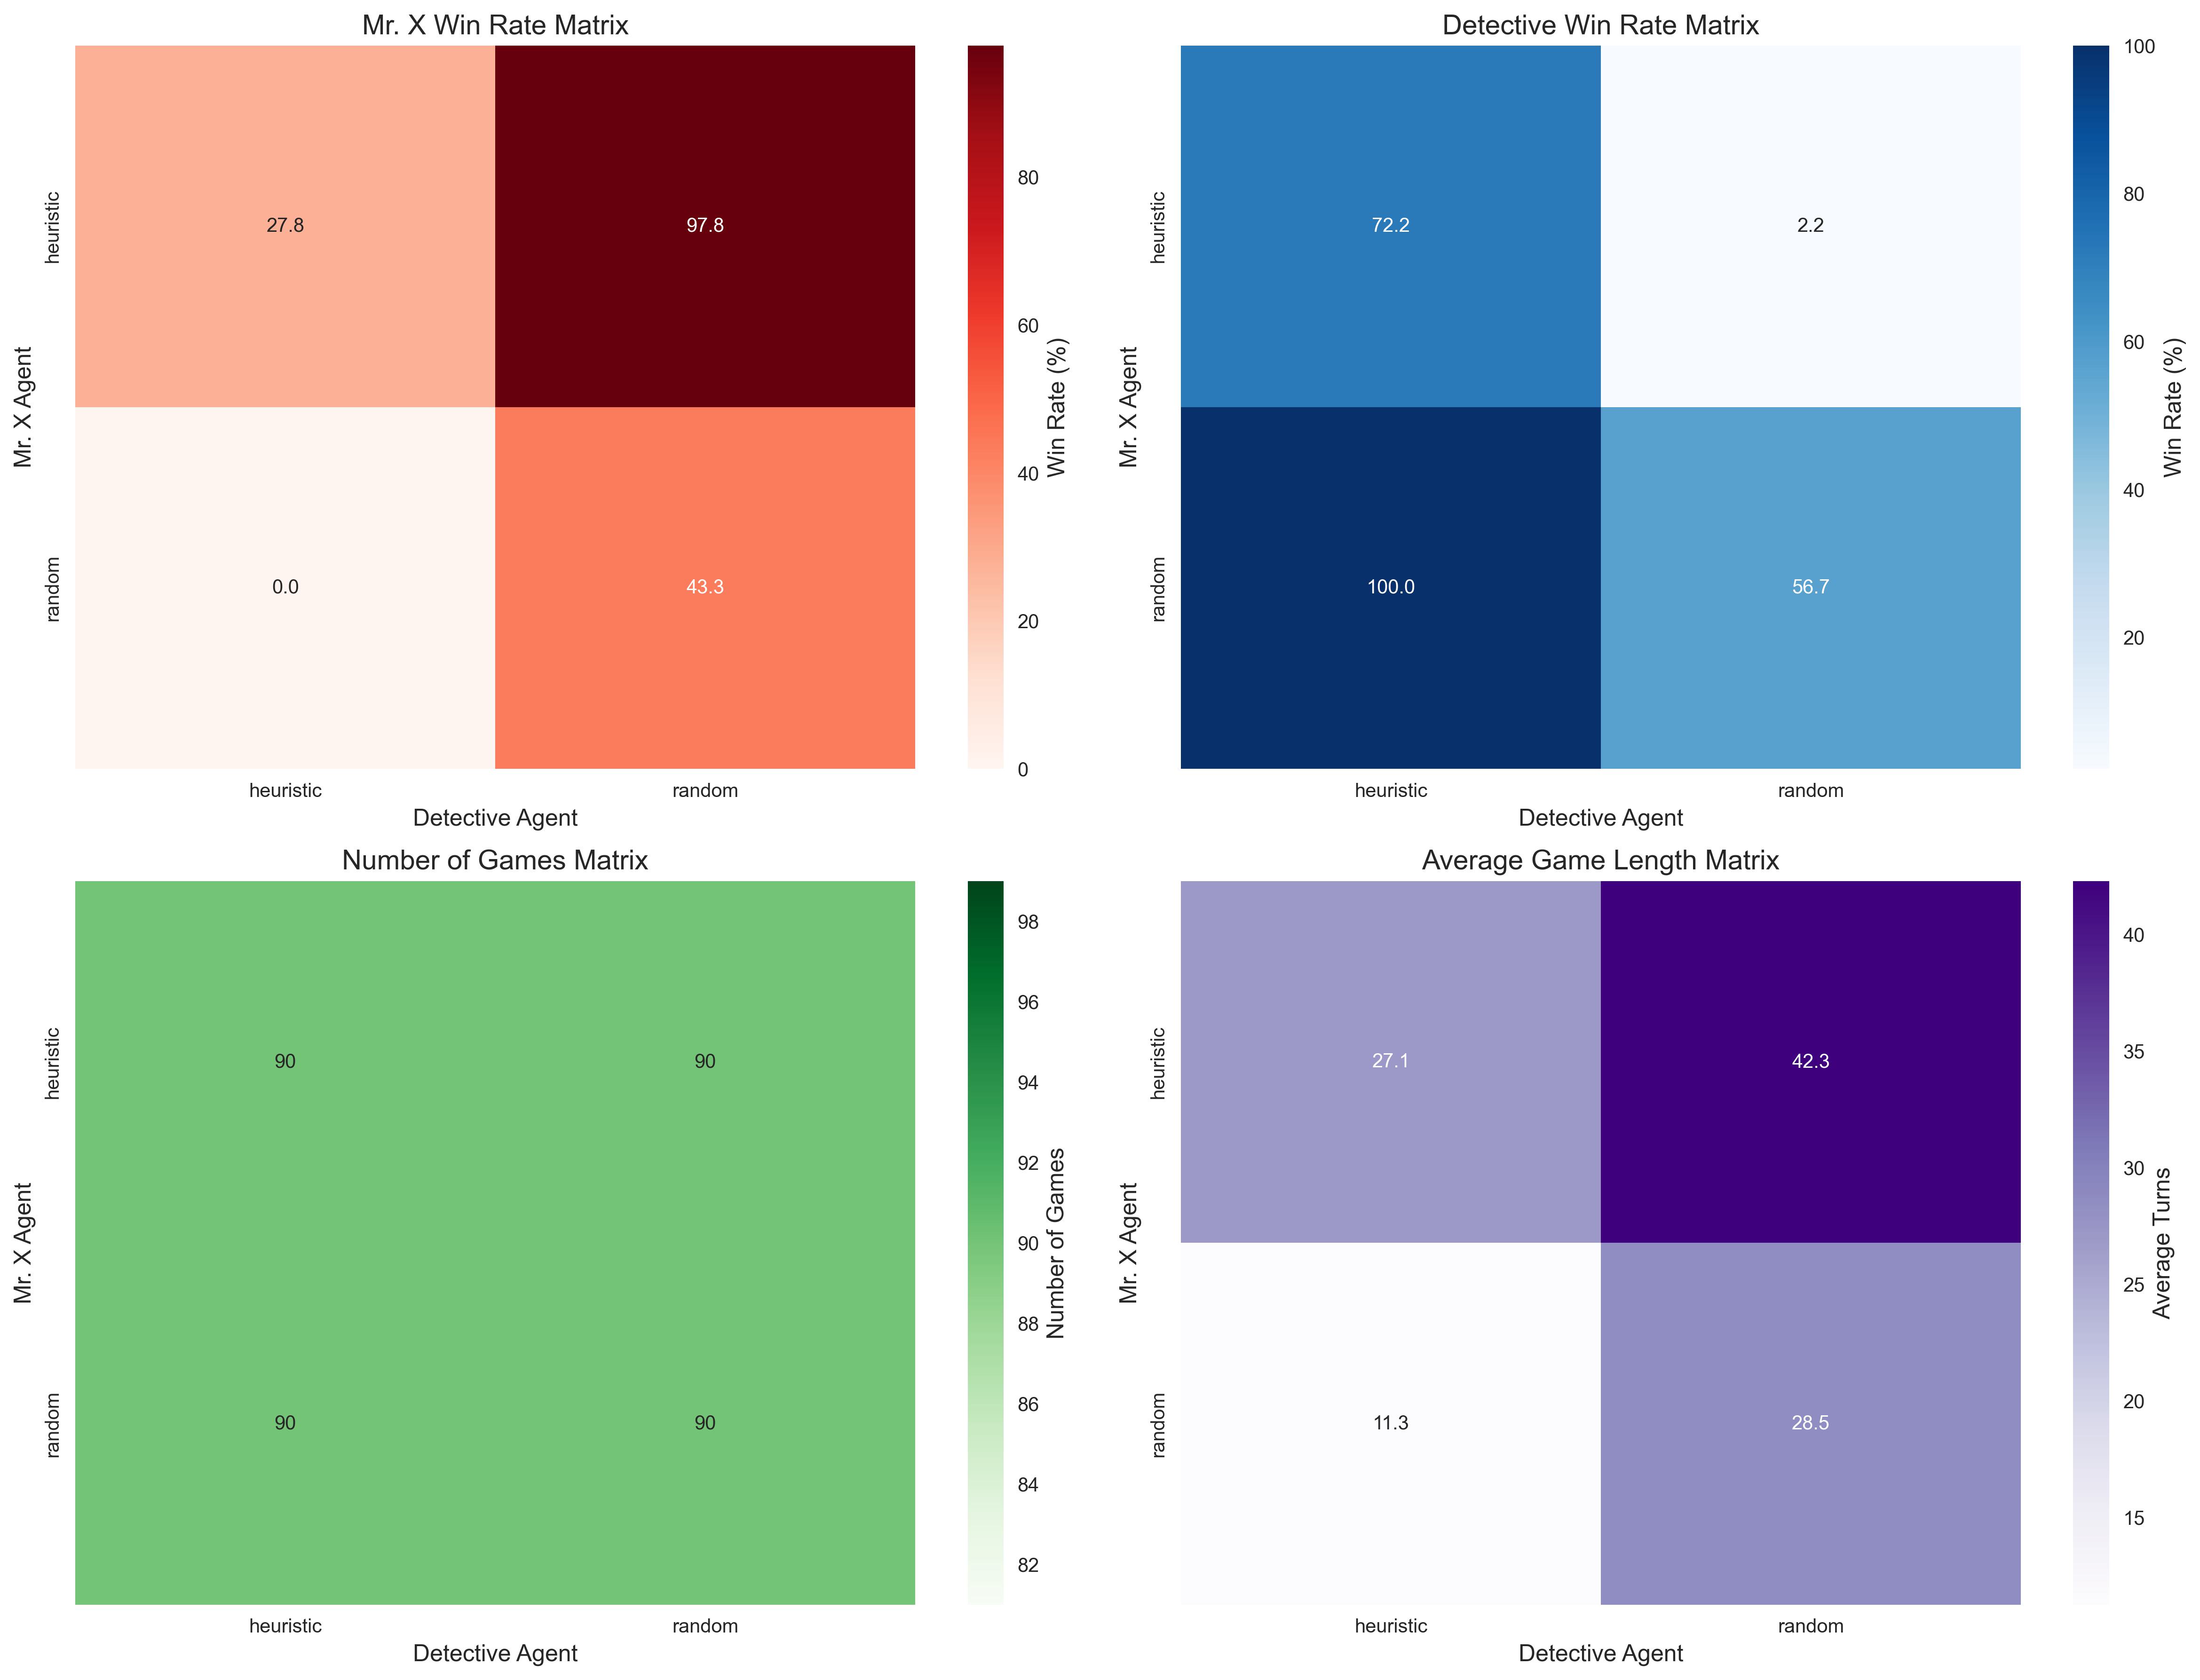 Mr. X Win Rate Matrix
Mr. X Agent
heuristic
random
27.8
97.8
0.0
43.3
heuristic
random
Detective Agent
80
60
40
20
0
Win Rate (%)
Detective Win Rate Matrix
Mr. X Agent
heuristic
random
72.2
2.2
100.0
56.7
heuristic
random
Detective Agent
100
80
60
40
20
Win Rate (%)
Number of Games Matrix
Mr. X Agent
heuristic
random
90
90
90
90
heuristic
random
Detective Agent
98
96
94
92
90
88
86
84
82
Number of Games
Average Game Length Matrix
Mr. X Agent
heuristic
random
27.1
42.3
11.3
28.5
heuristic
random
Detective Agent
40
35
30
25
20
15
Average Turns